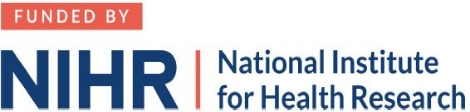 FUNDED BY
NIHR | National Institute
for Health Research